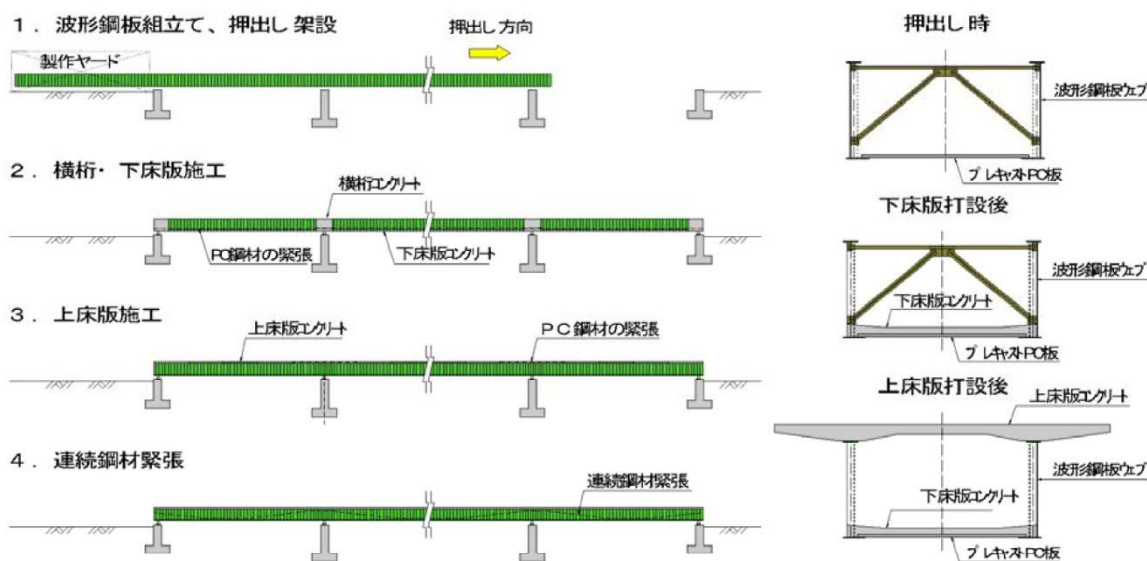 1．波形鋼板組立て、押出し架設
押出し方向
製作ヤード
2．横桁・下床版施工
横桁コンクリート
PC鋼材の緊張
下床版コンクリート
3．上床版施工
上床版コンクリート
PC鋼材の緊張
4．連続鋼材緊張
連続鋼材緊張
押出し時
波形鋼板ウェブ
プレキャストPC板
下床版打設後
波形鋼板ウェブ
下床版コンクリート
プレキャストPC板
上床版打設後
上床版コンクリート
波形鋼板ウェブ
下床版コンクリート
プレキャストPC板